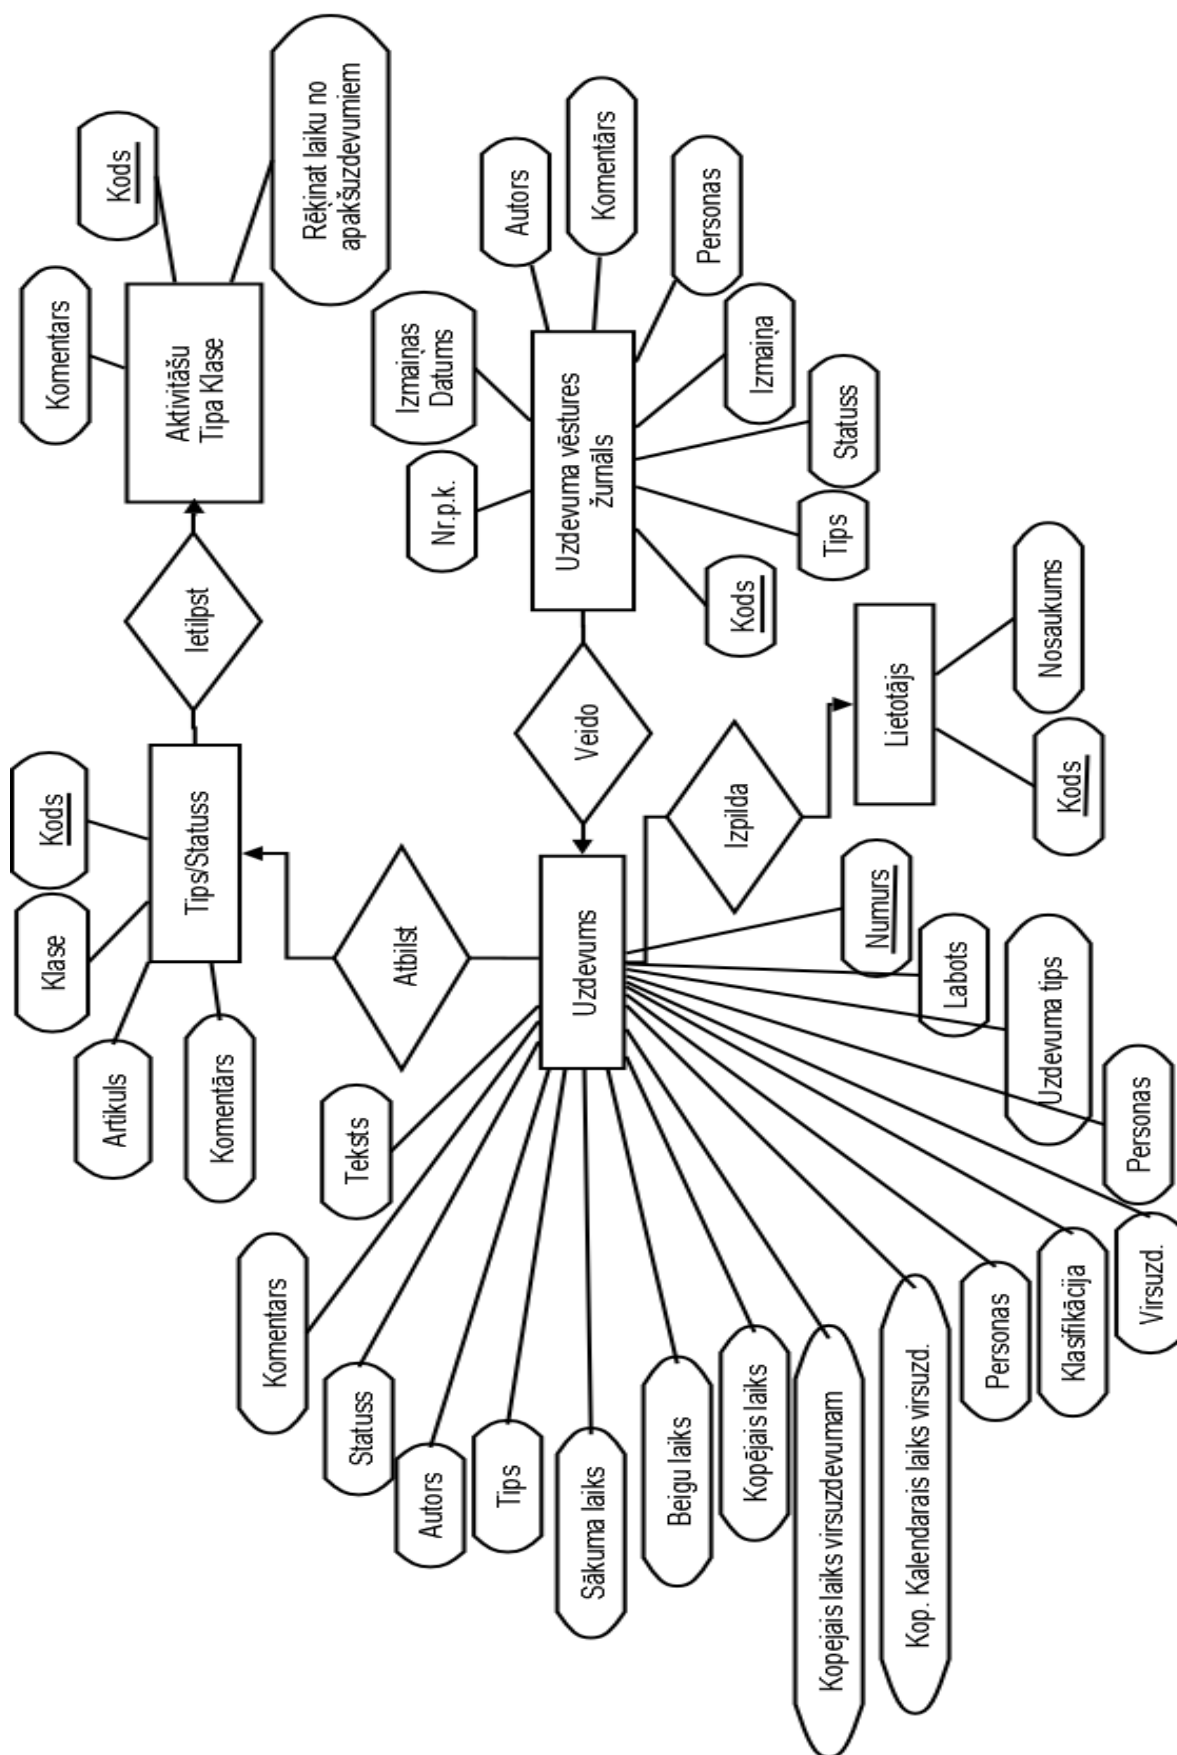 Komentars
Kods
Rēķinat laiku no
apakšuzdevumiem
Aktivitāšu
Tipa Klase
Ietilpst
Kods
Klase
Artikuls
Komentārs
Tips/Statuss
Atbilst
Nr.p.k.
Izmaiņas
Datums
Autors
Komentārs
Personas
Izmaiņa
Statuss
Tips
Kods
Uzdevuma vēstures
žurnāls
Veido
Izpilda
Lietotājs
Nosaukums
Kods
Uzdevums
Teksts
Komentars
Statuss
Autors
Tips
Sākuma laiks
Beigu laiks
Kopējais laiks
Kopejais laiks virsuzdevumam
Kop. Kalendarais laiks virsuzd.
Personas
Klasifikācija
Virsuzd.
Personas
Uzdevuma tips
Labots
Numurs